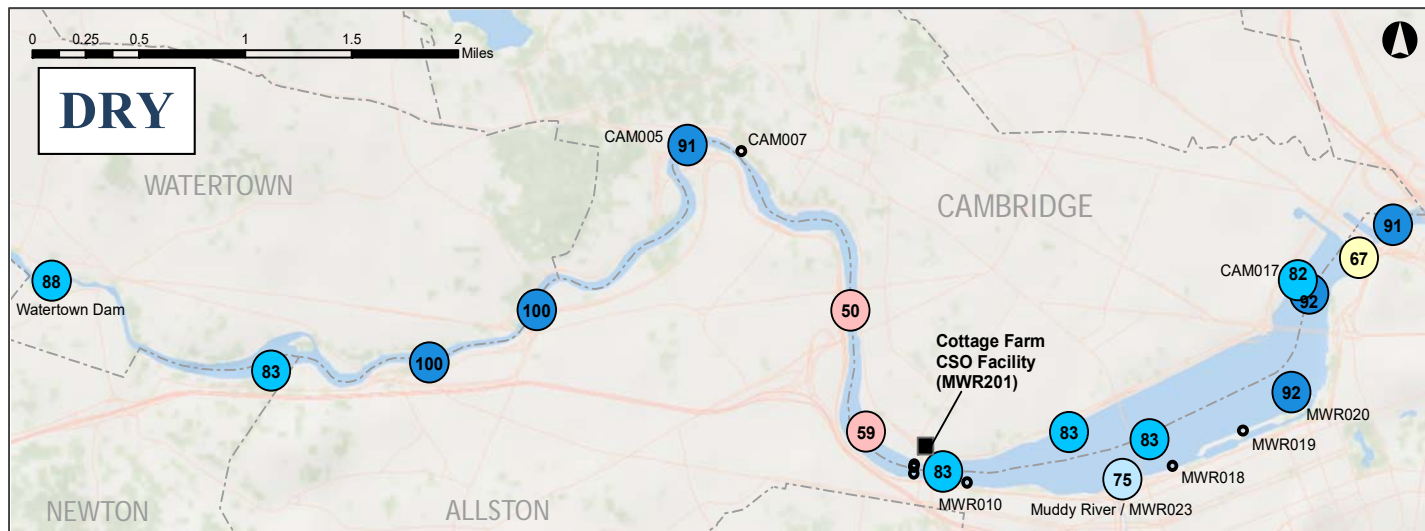 0 0.25 0.5 1 1.5 2
Miles
DRY
WATERTOWN
CAM005
91
CAM007
CAMBRIDGE
91
67
CAM017
82
92
88
Watertown Dam
100
50
83
100
Cottage Farm
CSO Facility
(MWR201)
92
MWR020
59
83
83
MWR019
83
MWR010
75
MWR018
Muddy River / MWR023
NEWTON
ALLSTON